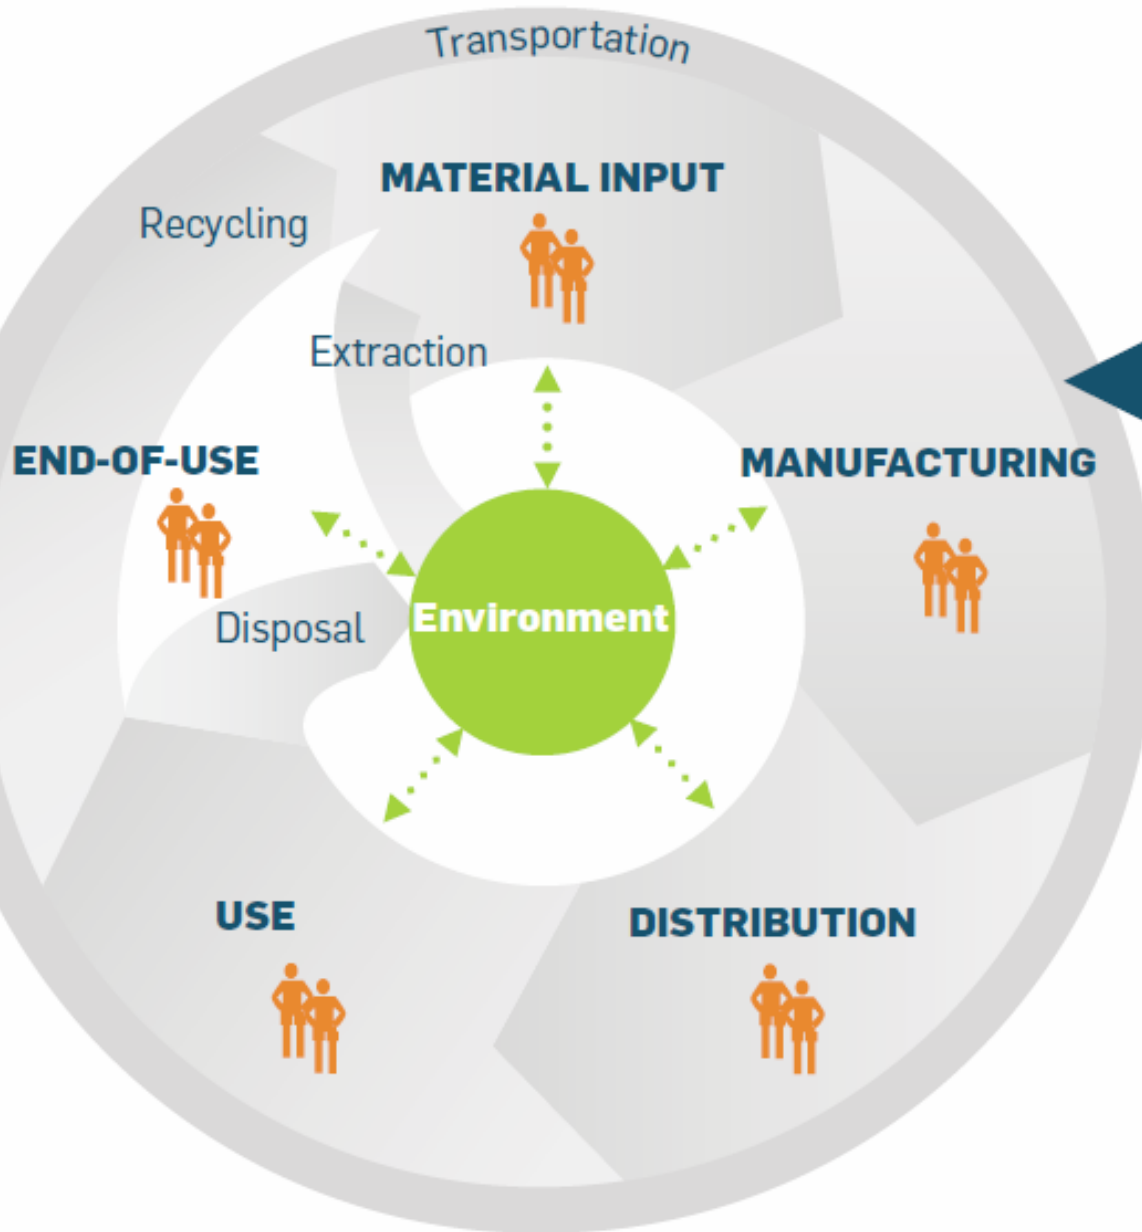 Transportation
MATERIAL INPUT
Recycling
Extraction
END-OF-USE
MANUFACTURING
Environment
Disposal
USE
DISTRIBUTION